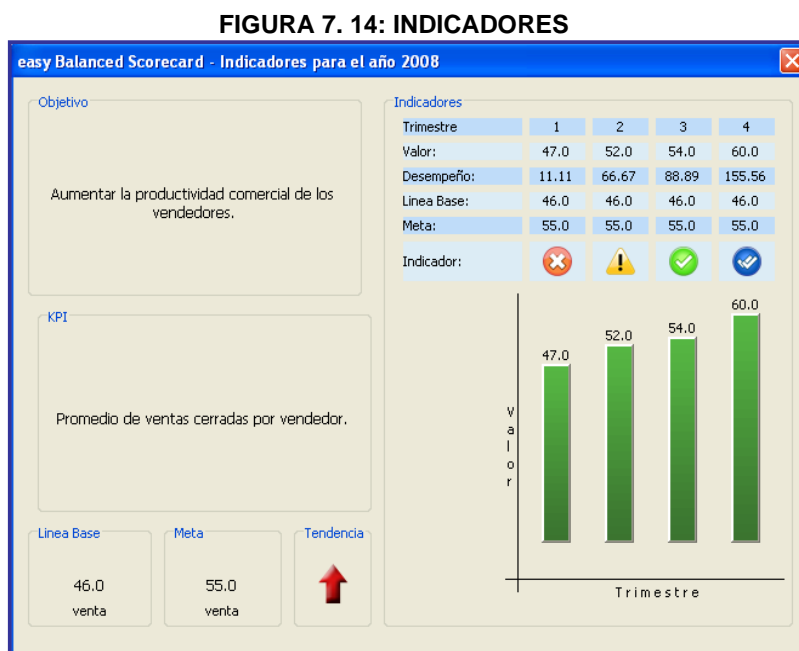 FIGURA 7. 14: INDICADORES
easy Balanced Scorecard - Indicadores para el año 2008
Objetivo
Aumentar la productividad comercial de los
vendedores.
KPI
Promedio de ventas cerradas por vendedor.
Linea Base
46.0
venta
Meta
55.0
venta
Tendencia
Indicadores
Trimestre 1 2 3 4
Valor: 47.0 52.0 54.0 60.0
Desempeño: 11.11 66.67 88.89 155.56
Linea Base: 46.0 46.0 46.0 46.0
Meta: 55.0 55.0 55.0 55.0
Indicador:
47.0 52.0 54.0 60.0
Valor
Trimestre